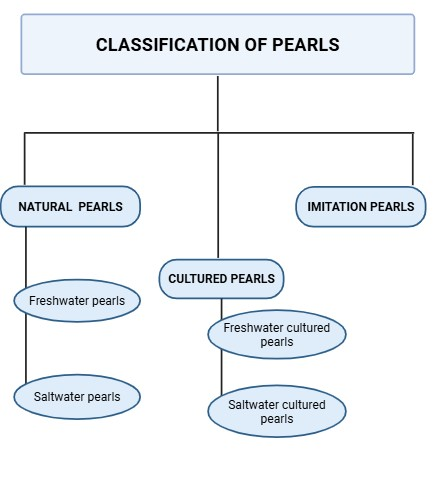 CLASSIFICATION OF PEARLS
NATURAL PEARLS
IMITATION PEARLS
CULTURED PEARLS
Freshwater pearls
Freshwater cultured
pearls
Saltwater pearls
Saltwater cultured
pearls